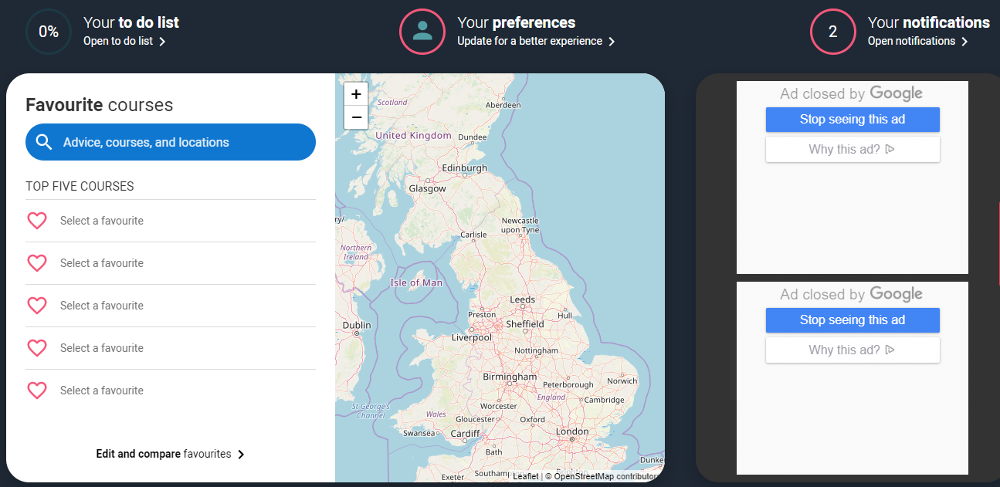 0%
Your to do list
Open to do list
Your preferences
Update for a better experience
2
Your notifications
Open notifications
Favourite courses
Advice, courses, and locations
TOP FIVE COURSES
Select a favourite
Select a favourite
Select a favourite
Select a favourite
Select a favourite
Edit and compare favourites
+
−
Scotland
Aberdeen
United Kingdom
Dundee
Edinburgh
Glasgow
ry/
Newcastle
upon Tyne
Carlisle
Northern
Ireland
Isle of Man
Leeds
Preston
Hull
Dublin
Sheffield
Liverpool
Nottingham
Birmingham
Peterborough
Norwich
England
Cambridge
St George's
Channel
Worcester
Wales
Gloucester
Oxford
Swansea
Cardiff
London
Bath
Dunke
Exeter
Southamp
Brighton
Leaflet | © OpenStreetMap contributors
Ad closed by Google
Stop seeing this ad
Why this ad?
Ad closed by Google
Stop seeing this ad
Why this ad?